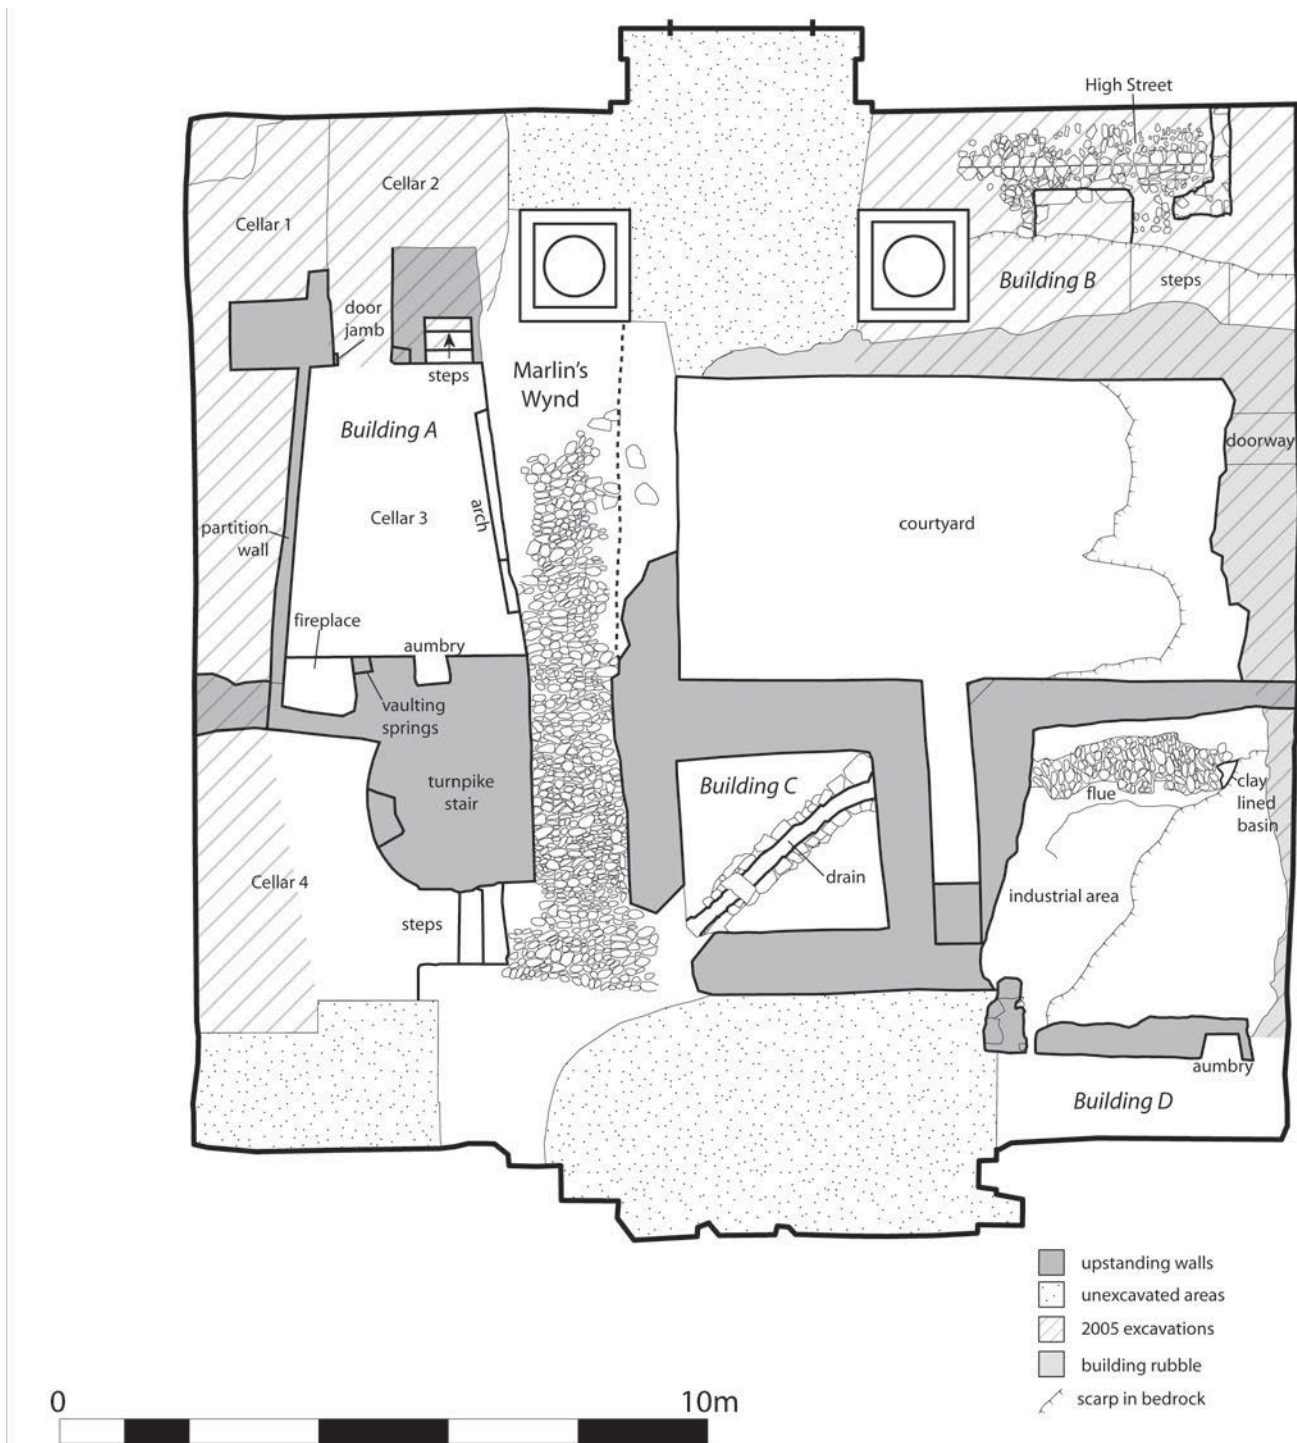 High Street
Cellar 2
Cellar 1
Building B
steps
door
jamb
steps
Marlin's
Wynd
Building A
doorway
Cellar 3
arch
courtyard
partition
wall
fireplace
aumbry
vaulting
springs
turnpike
stair
Building C
flue
clay
lined
basin
drain
Cellar 4
industrial area
steps
aumbry
Building D
upstanding walls
unexcavated areas
2005 excavations
building rubble
scarp in bedrock
0
10m